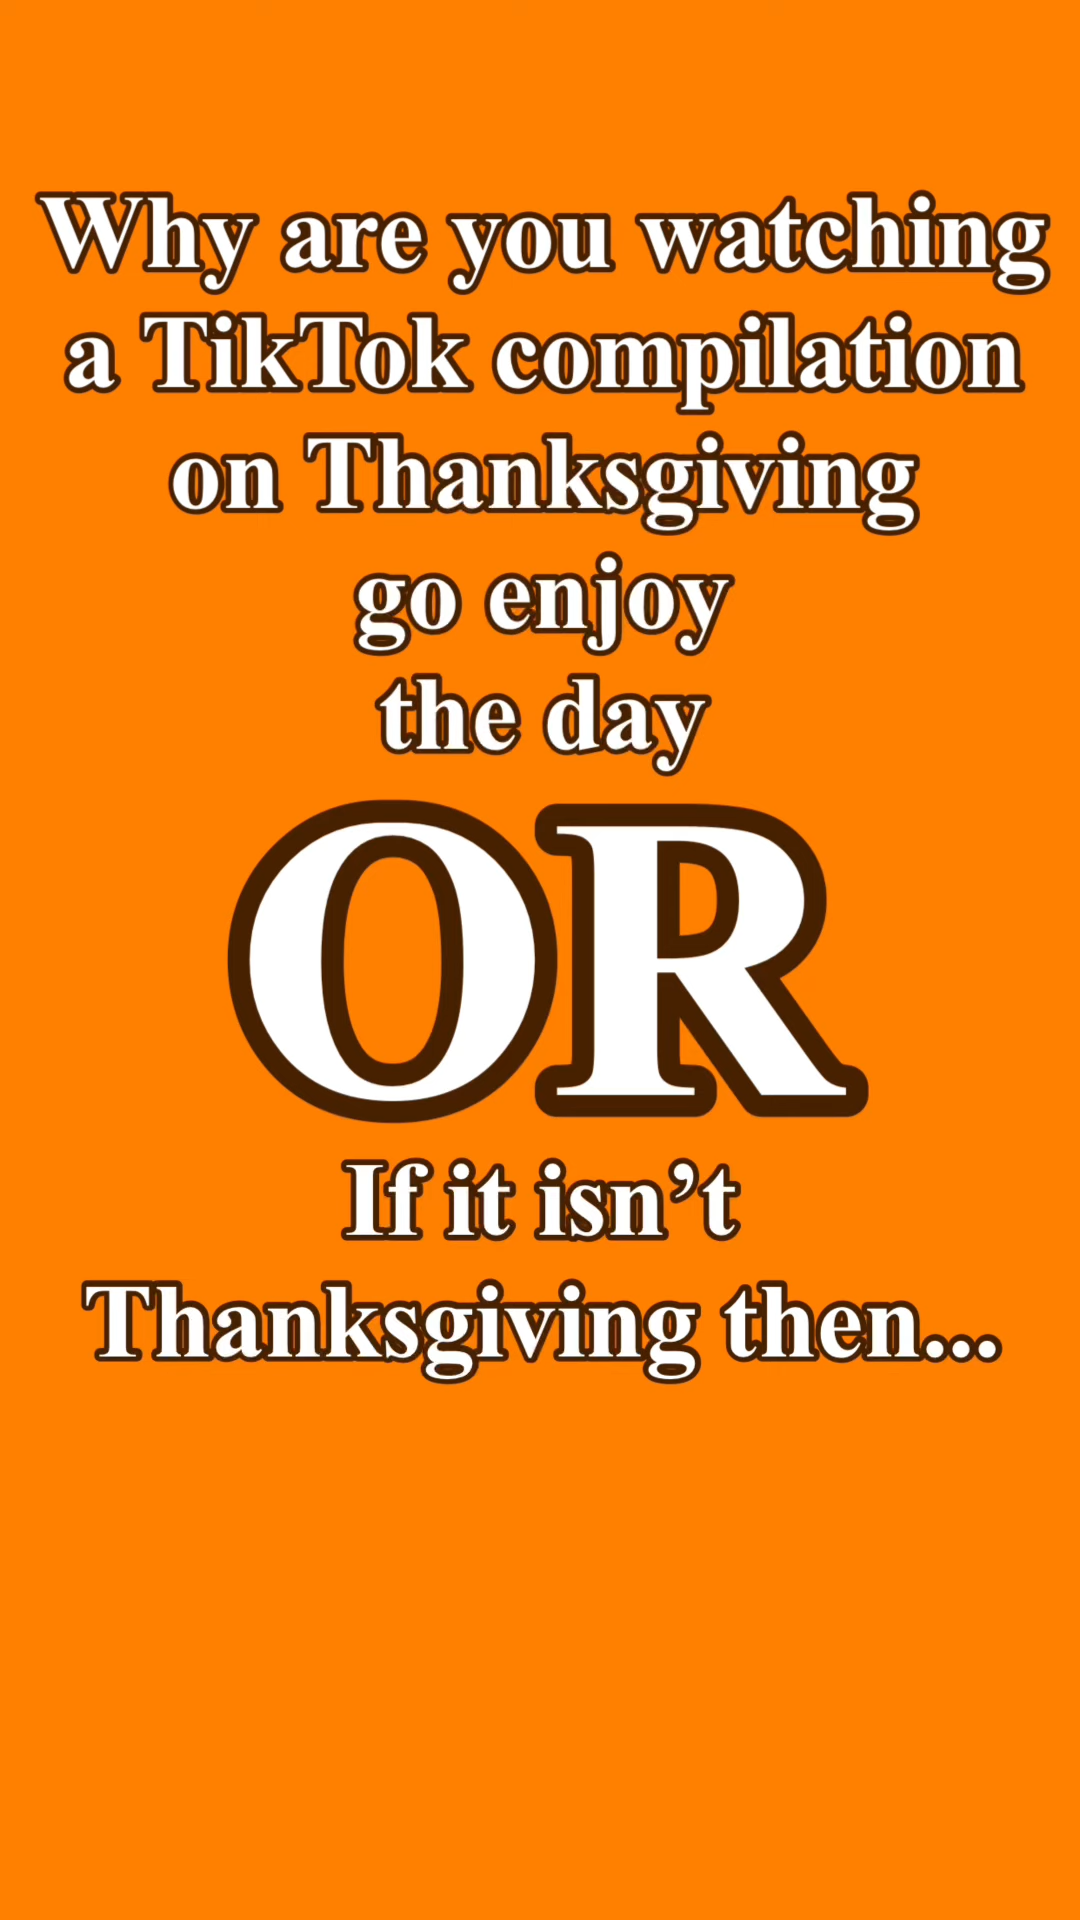 Why are you watching
a TikTok compilation
on Thanksgiving
go enjoy
the day
OR
If it isn’t
Thanksgiving then...